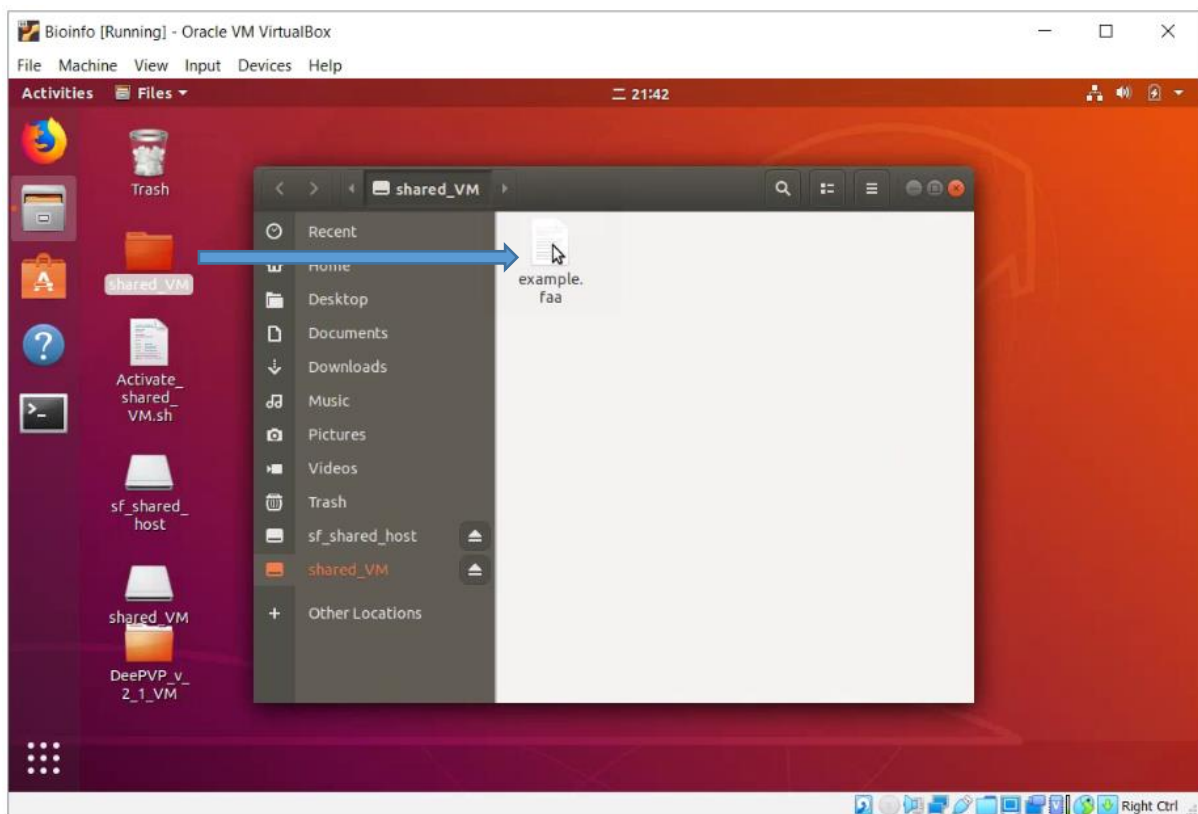 Bioinfo [Running] - Oracle VM VirtualBox
File Machine View Input Devices Help
Activities Files
二 21:42
Trash
shared_VM
Activate_
shared_
VM.sh
sf_shared_
host
shared_VM
DeePVP_v_
2_1_VM
shared_VM
Recent
Home
Desktop
Documents
Downloads
Music
Pictures
Videos
Trash
sf_shared_host
shared_VM
Other Locations
example.
faa
Right Ctrl